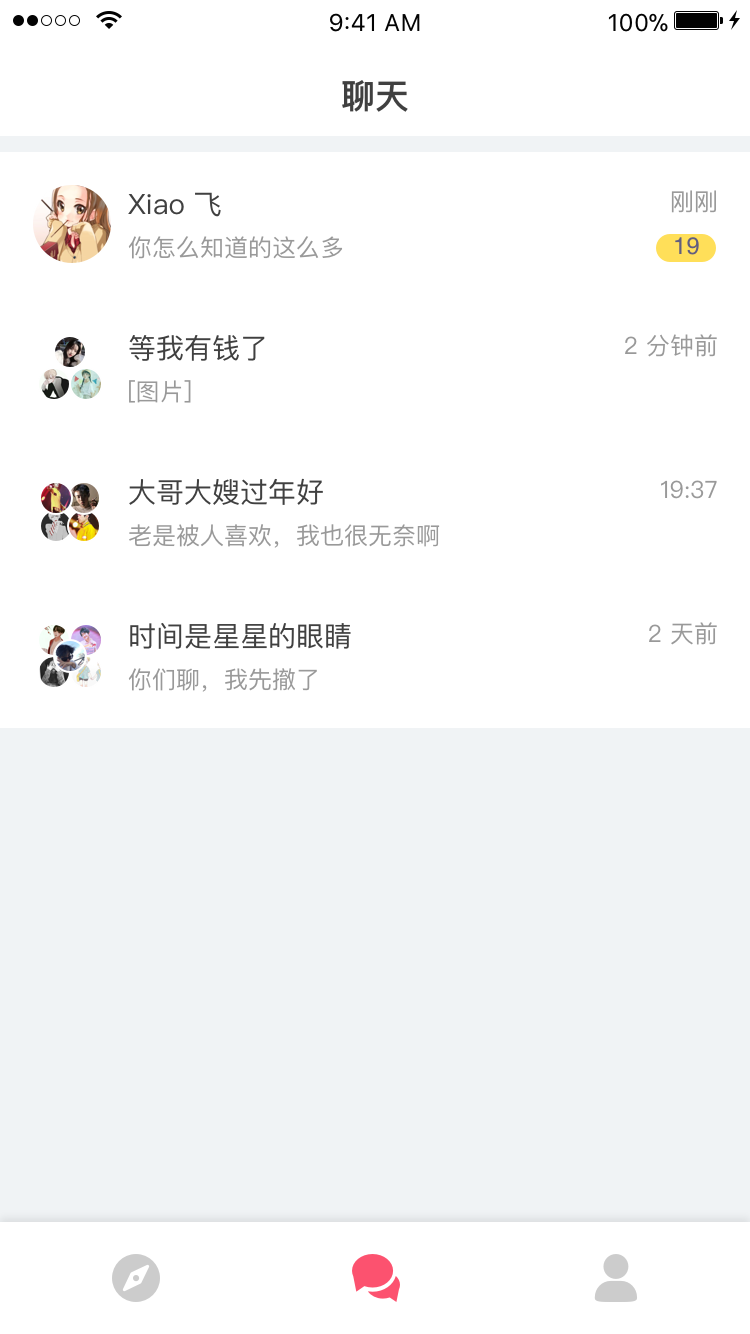 9:41 AM
100%
聊天
Xiao 飞
刚刚
你怎么知道的这么多
19
等我有钱了
2 分钟前
[图片]
大哥大嫂过年好
19:37
老是被人喜欢，我也很无奈啊
时间是星星的眼睛
2 天前
你们聊，我先撤了